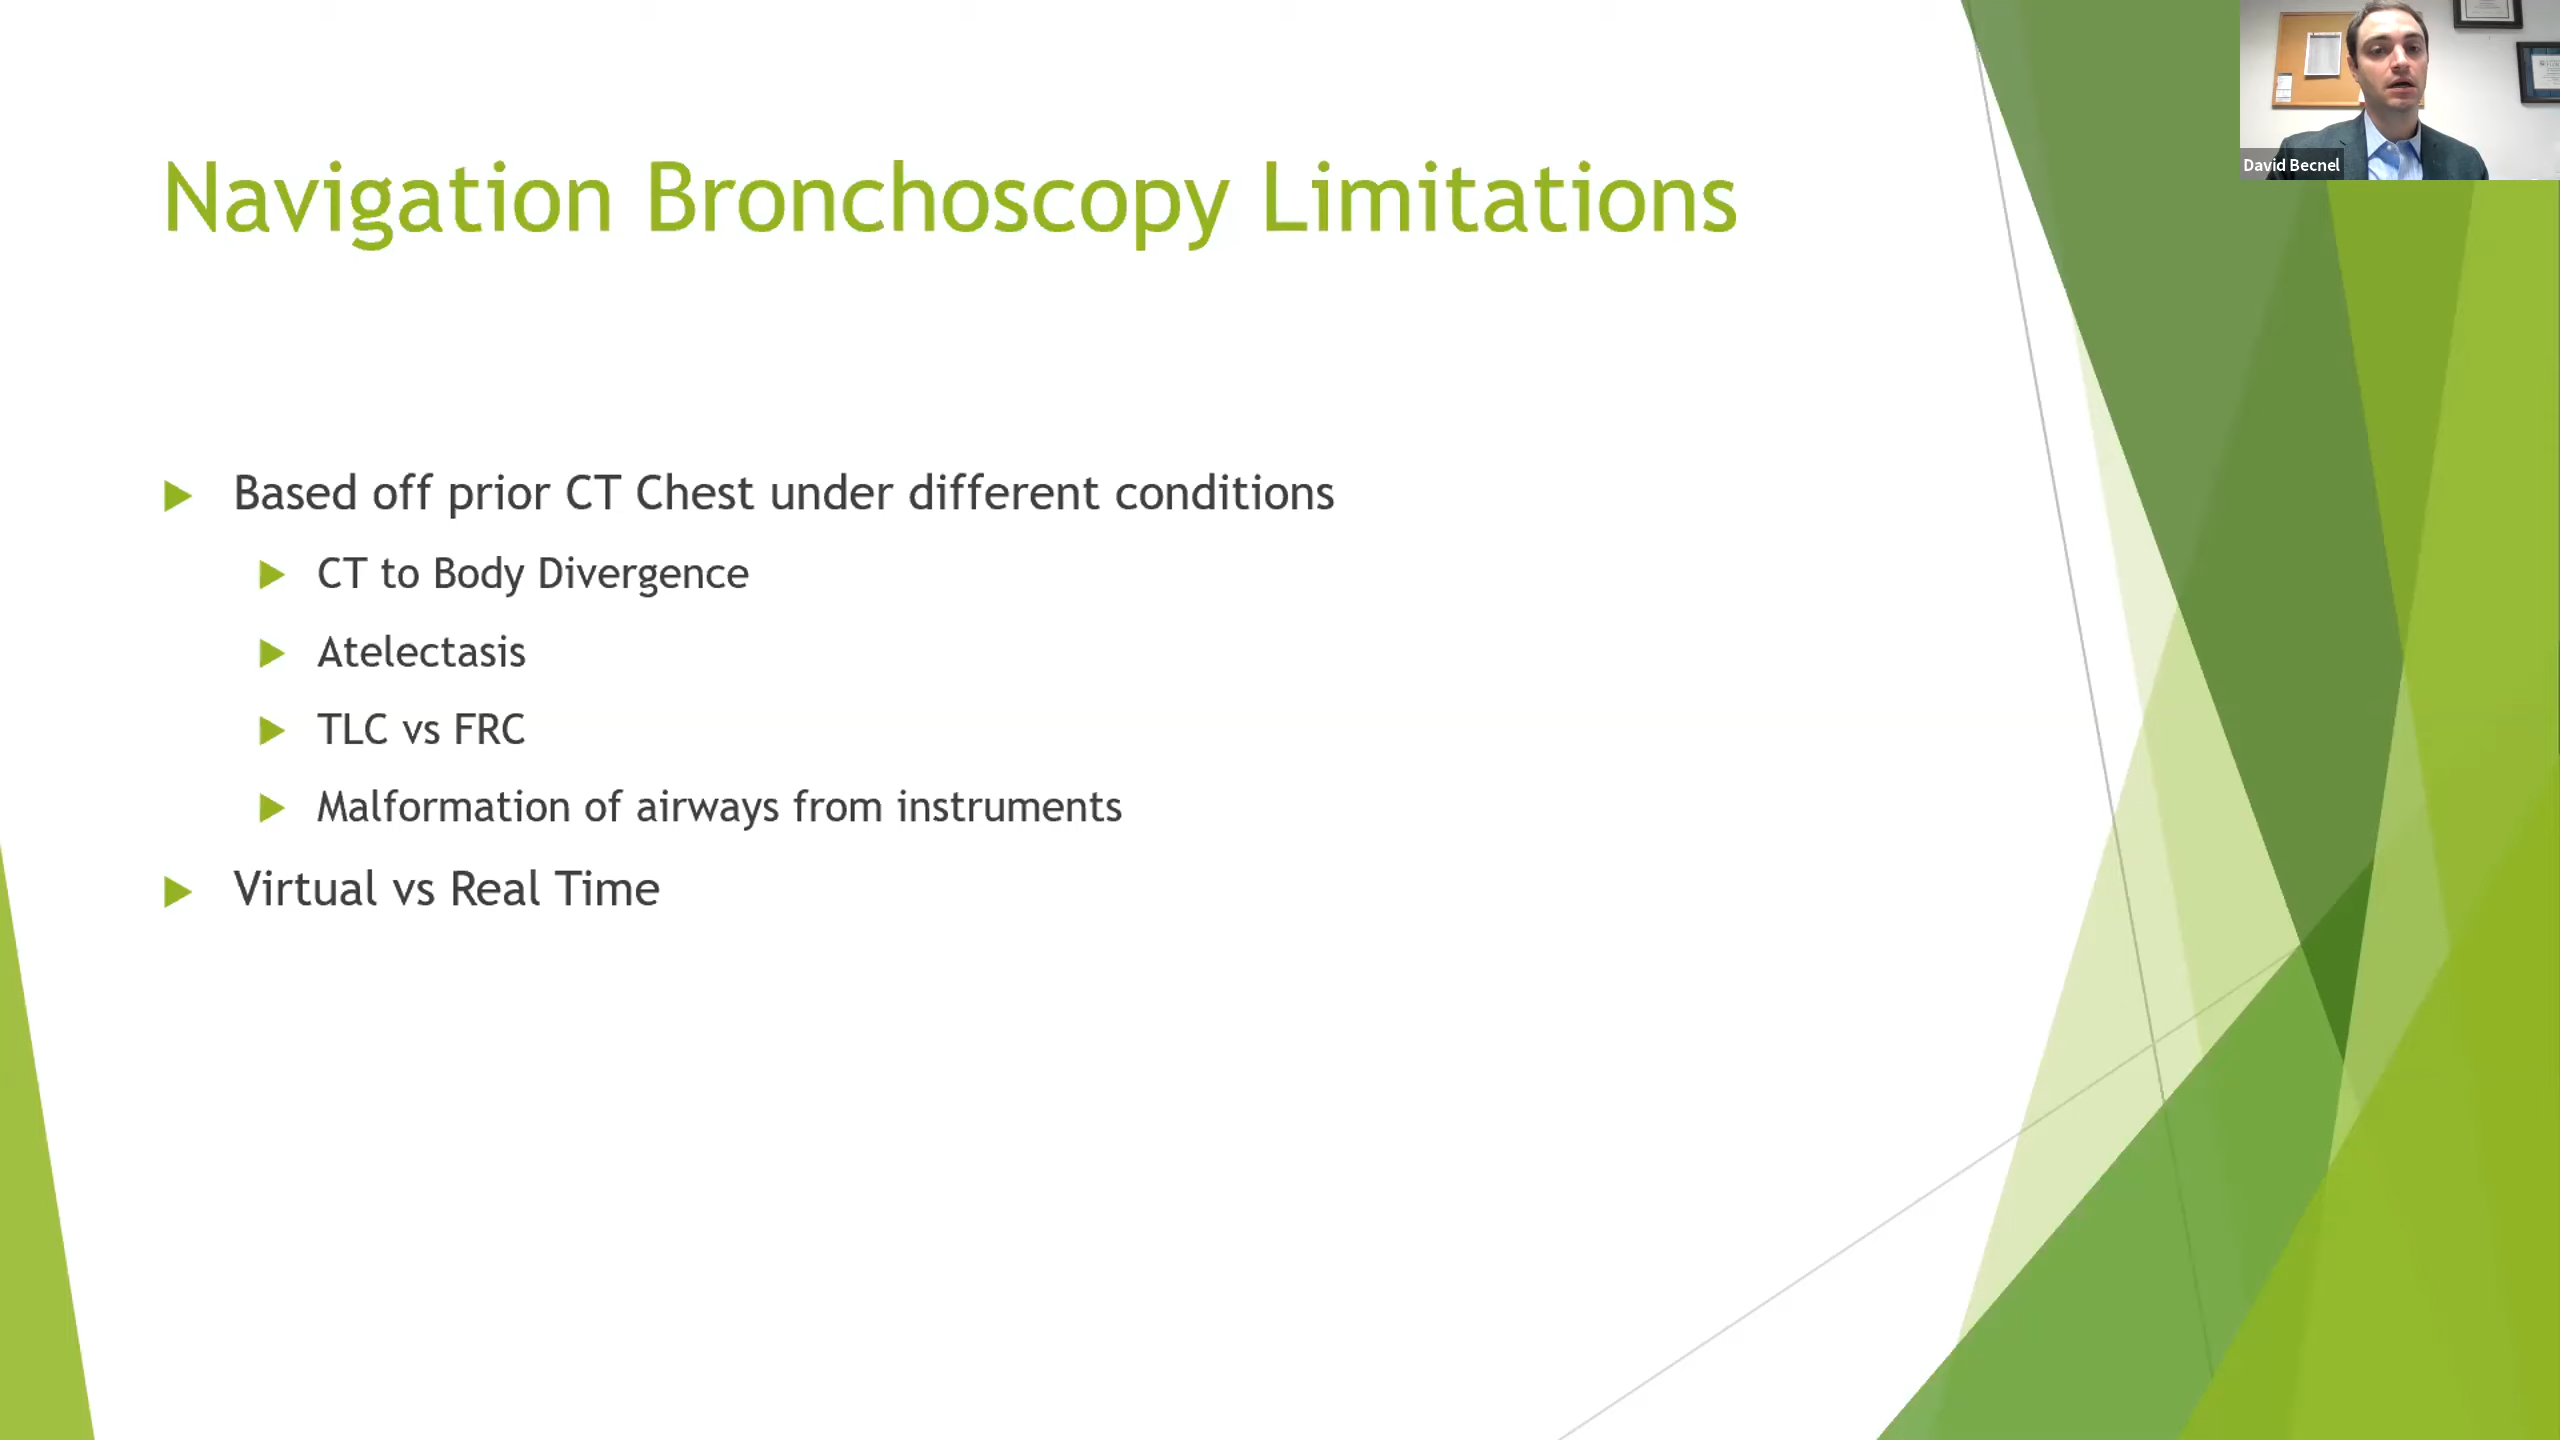 Navigation Bronchoscopy Limitations
Based off prior CT Chest under different conditions
CT to Body Divergence
Atelectasis
TLC vs FRC
Malformation of airways from instruments
Virtual vs Real Time
David Becnel